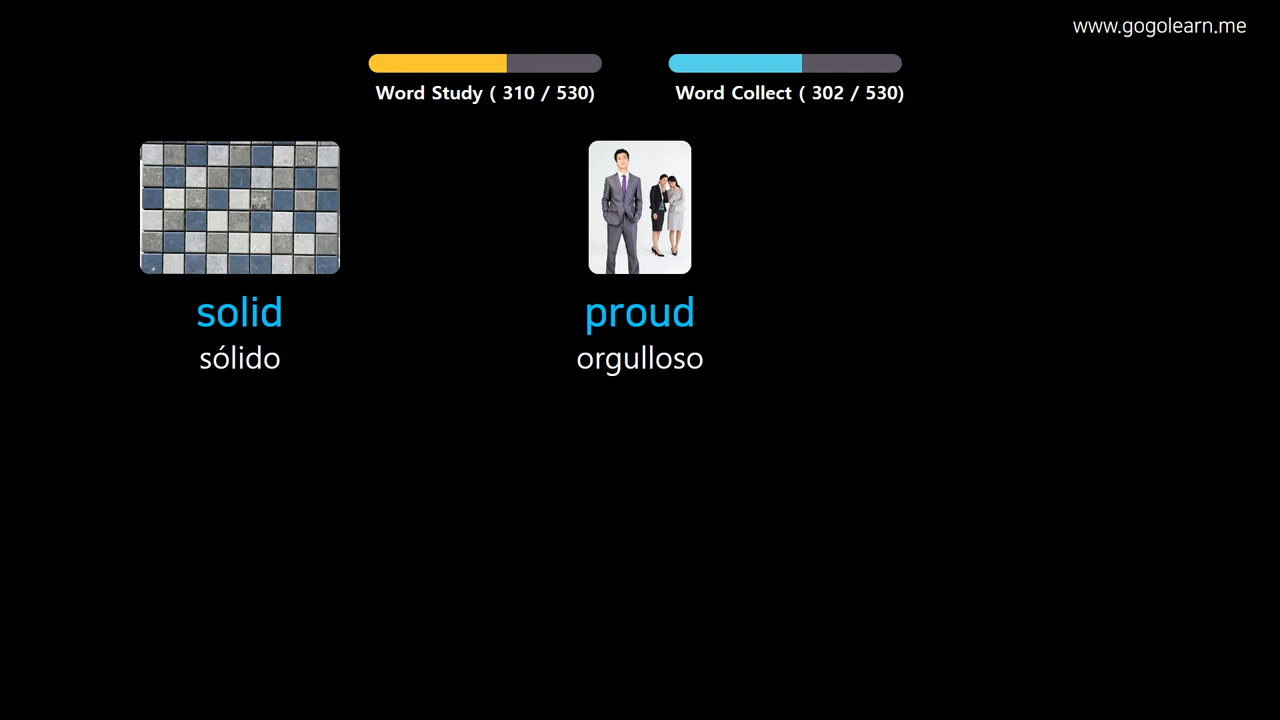 www.gogolearn.me
Word Study ( 310 / 530)
Word Collect ( 302 / 530)
solid
sólido
proud
orgulloso